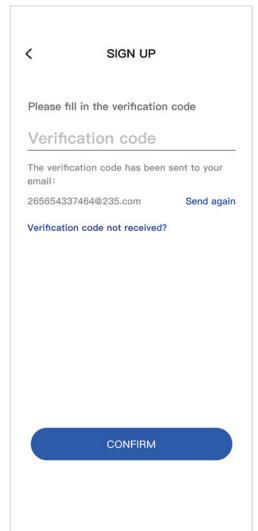 SIGN UP
Please fill in the verification code
Verification code
The verification code has been sent to your
email:
265654337464@235.com Send again
Verification code not received?
CONFIRM